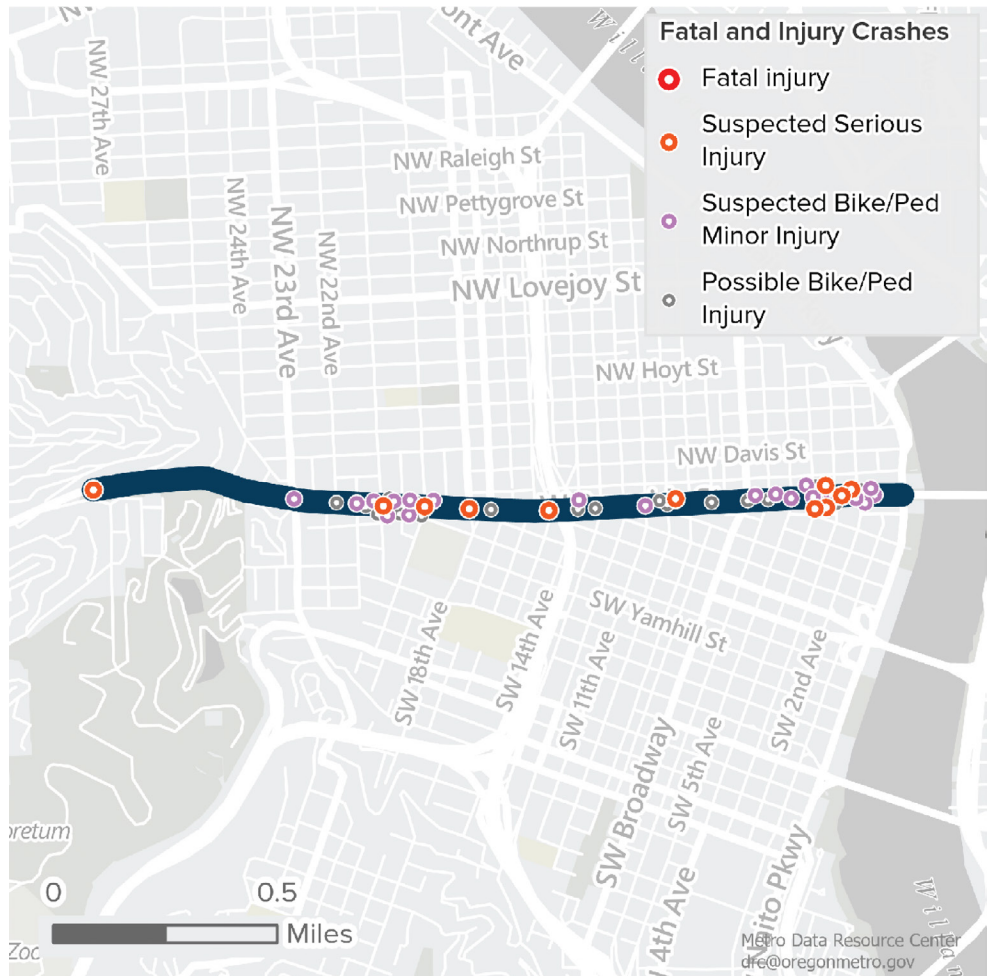 Fatal and Injury Crashes
Fatal injury
Suspected Serious
Injury
Suspected Bike/Ped
Minor Injury
Possible Bike/Ped
Injury
NW 27th Ave
ont Ave
NW Raleigh St
NW Pettygrove St
NW 24th Ave
NW 23rd Ave
NW 22nd Ave
NW Northrup St
NW Lovejoy St
NW Hoyt St
NW Davis St
SW Yamhill St
SW 18th Ave
SW 14th Ave
SW 11th Ave
SW 2nd Ave
SW Broadway
SW 5th Ave
SW 4th Ave
Naito Pkwy
oretum
Zoo
0 0.5
Miles
Metro Data Resource Center
drc@oregonmetro.gov